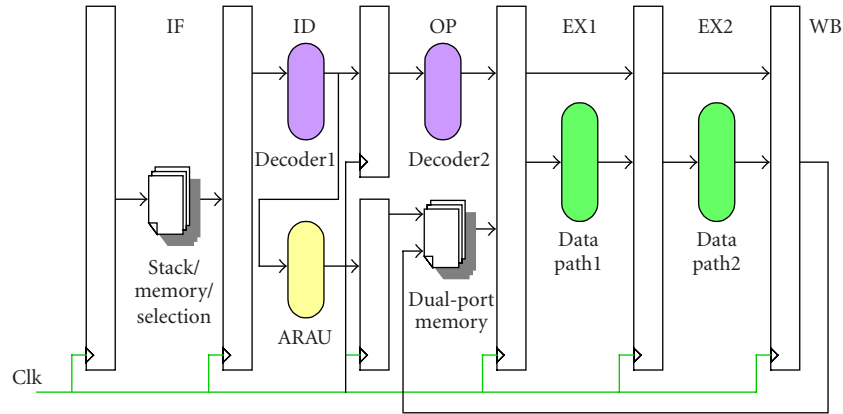 IF
ID
OP
EX1
EX2
WB
Decoder1
Decoder2
Stack/
memory/
selection
ARAU
Dual-port
memory
Data
path1
Data
path2
Clk